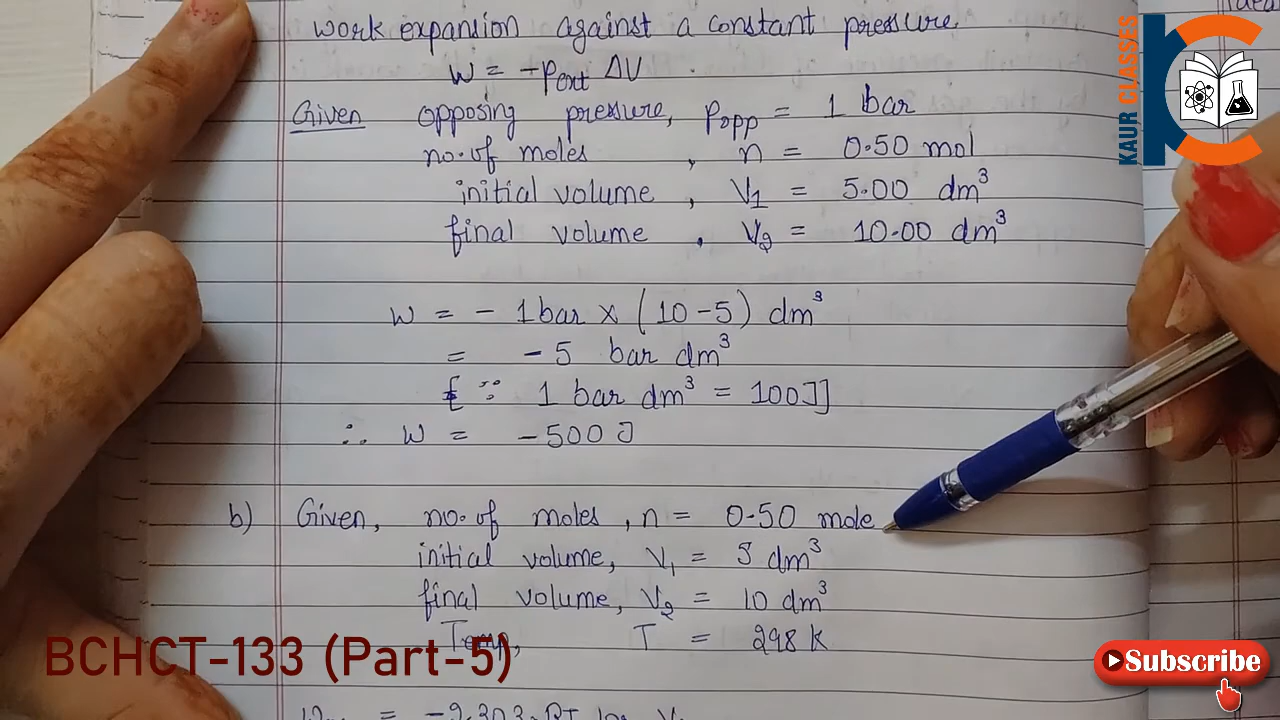 work expansion against a constant pressure.
W = -Pext ΔV
Given opposing pressure, Popp = 1 bar
no. of moles , n = 0.50 mol
initial volume , V1 = 5.00 dm³
final volume , V2 = 10.00 dm³
W = - 1 bar × (10-5) dm³
= -5 bar dm³
[∵ 1 bar dm³ = 100J]
∴ W = -500 J
b) Given, no. of moles, n = 0.50 mole
initial volume, V1 = 5 dm³
final volume, V2 = 10 dm³
Temp, T = 298 K
BCHCT-133 (Part-5)
KAUR CLASSES
Subscribe